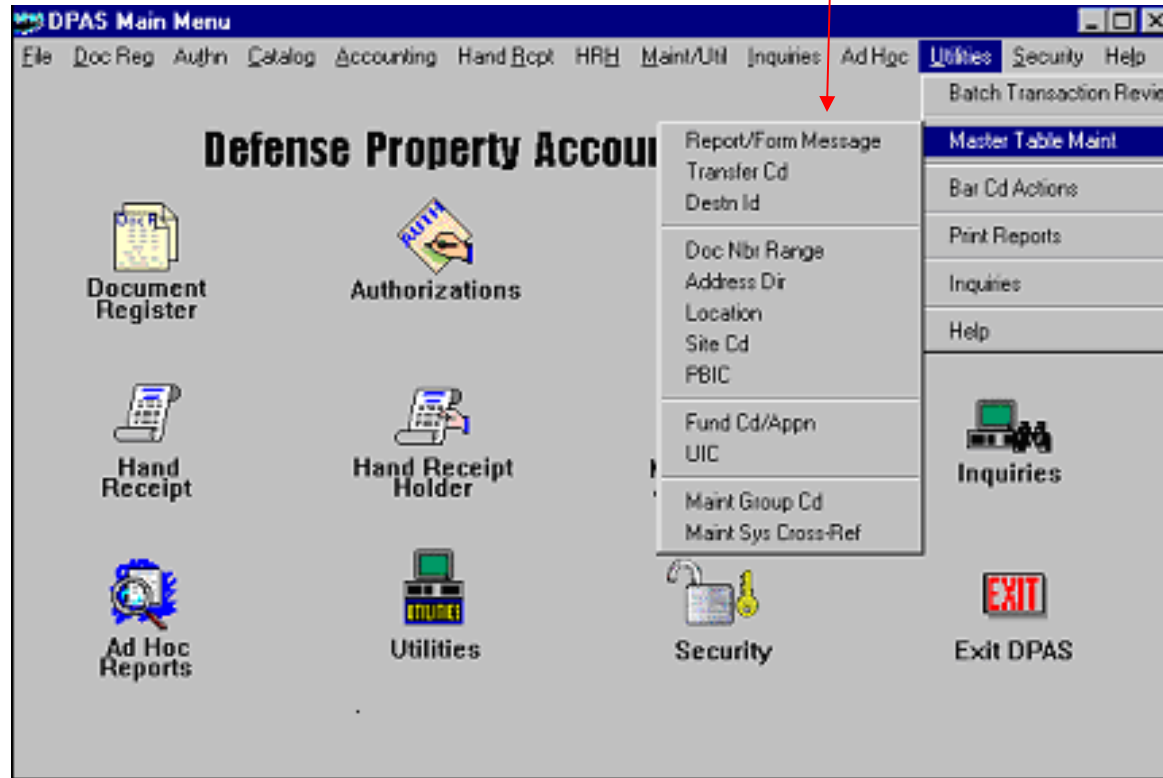 DPAS Main Menu
File Doc Reg Authn Catalog Accounting Hand Rcpt HRH Maint/Util Inquiries Ad Hoc Utilities Security Help
Batch Transaction Revie
Master Table Maint
Bar Cd Actions
Print Reports
Inquiries
Help
Report/Form Message
Transfer Cd
Destn Id
Doc Nbr Range
Address Dir
Location
Site Cd
PBIC
Fund Cd/Appn
UIC
Maint Group Cd
Maint Sys Cross-Ref
Defense Property Accou
Doc R
Document
Register
AUTH
Authorizations
Hand
Receipt
Hand Receipt
Holder
Inquiries
Ad Hoc
Reports
UTILITIES
Utilities
Security
EXIT
Exit DPAS